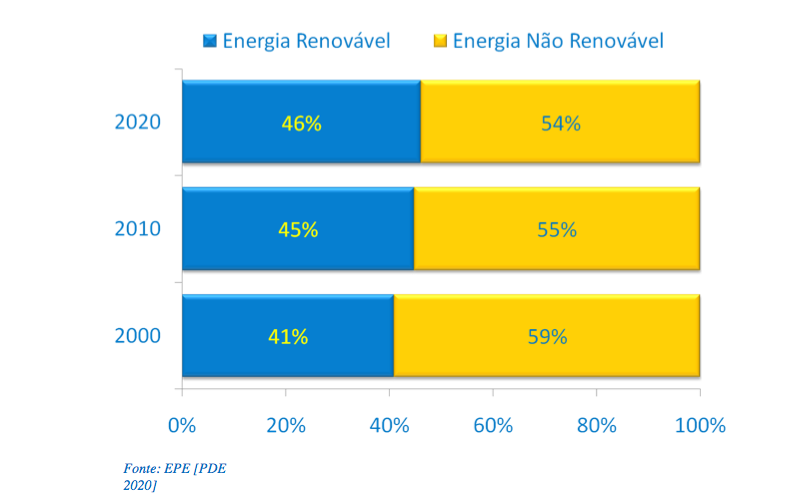 Energia Renovável Energia Não Renovável
2020 46% 54%
2010 45% 55%
2000 41% 59%
0% 20% 40% 60% 80% 100%
Fonte: EPE [PDE
2020]